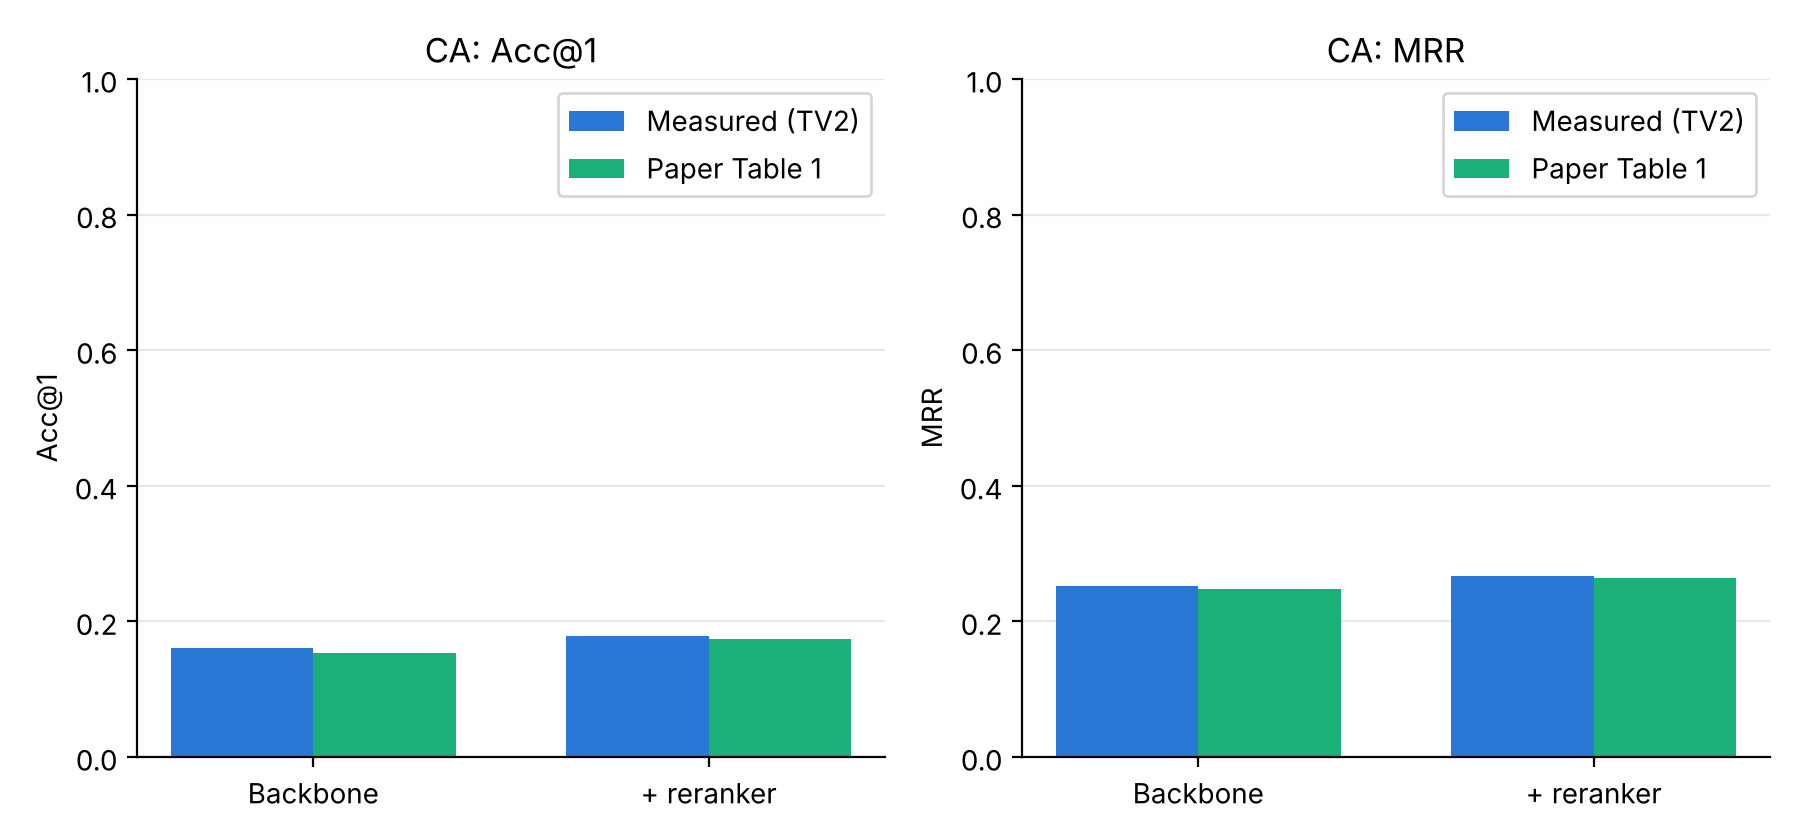 CA: Acc@1
1.0
0.8
0.6
0.4
0.2
0.0
Acc@1
Measured (TV2)
Paper Table 1
Backbone
+ reranker
CA: MRR
1.0
0.8
0.6
0.4
0.2
0.0
MRR
Measured (TV2)
Paper Table 1
Backbone
+ reranker